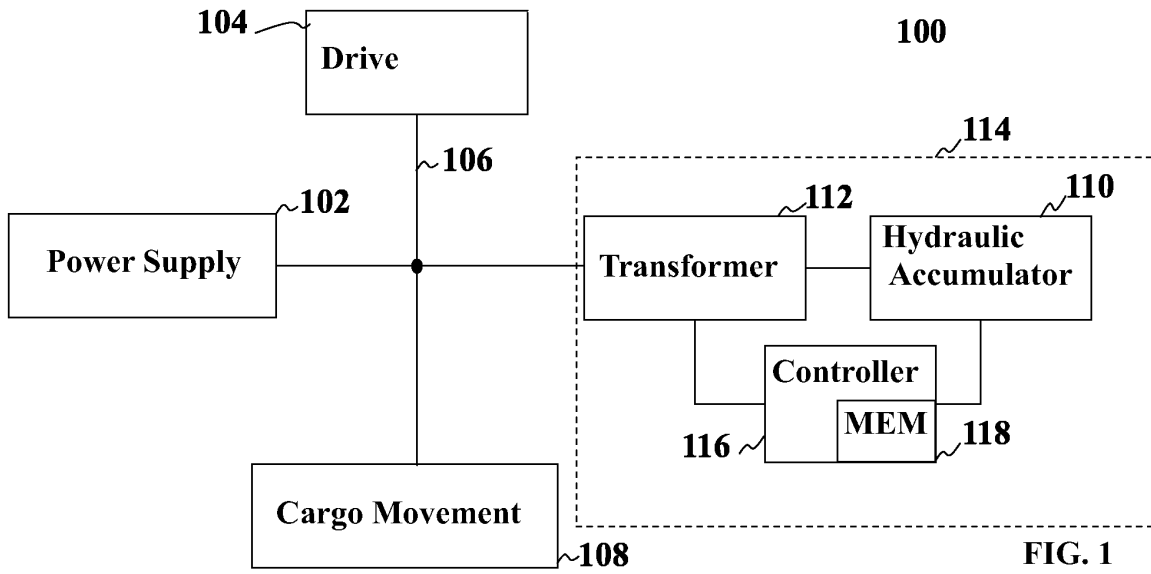 104
Drive
100
106
114
102
Power Supply
112
Transformer
110
Hydraulic
Accumulator
Controller
MEM
116
118
Cargo Movement
108
FIG. 1